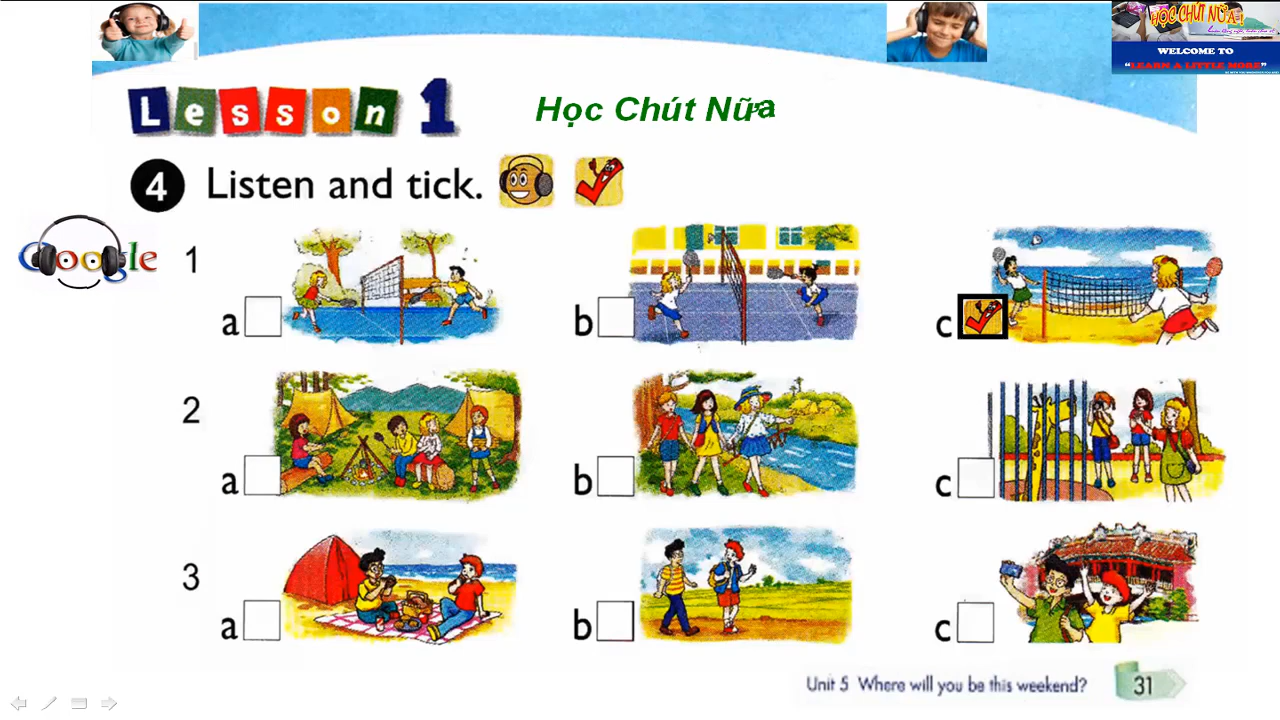 HỌC CHÚT NỮA!
WELCOME TO
"LEARN A LITTLE MORE"
Lesson 1
Học Chút Nữa
4 Listen and tick.
Google
1
a
b
c
2
a
b
c
3
a
b
c
Unit 5 Where will you be this weekend? 31